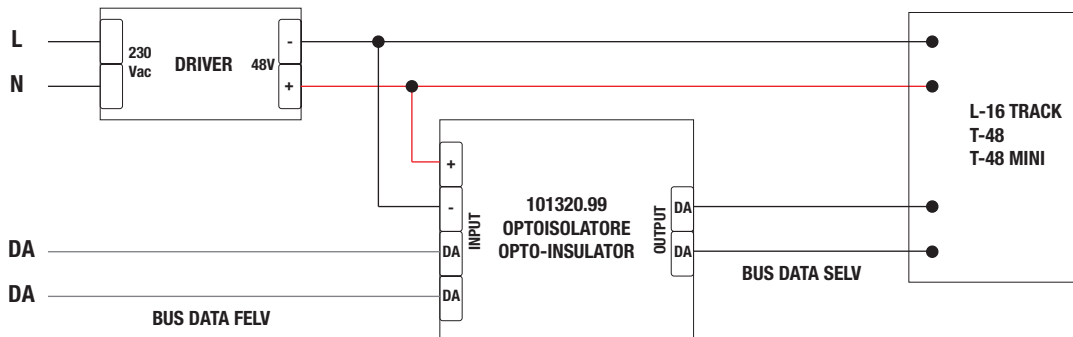 L
N
230
Vac
DRIVER
48V
-
+
L-16 TRACK
T-48
T-48 MINI
+
-
DA
DA
INPUT
101320.99
OPTOISOLATORE
OPTO-INSULATOR
OUTPUT
DA
DA
DA
DA
BUS DATA FELV
BUS DATA SELV